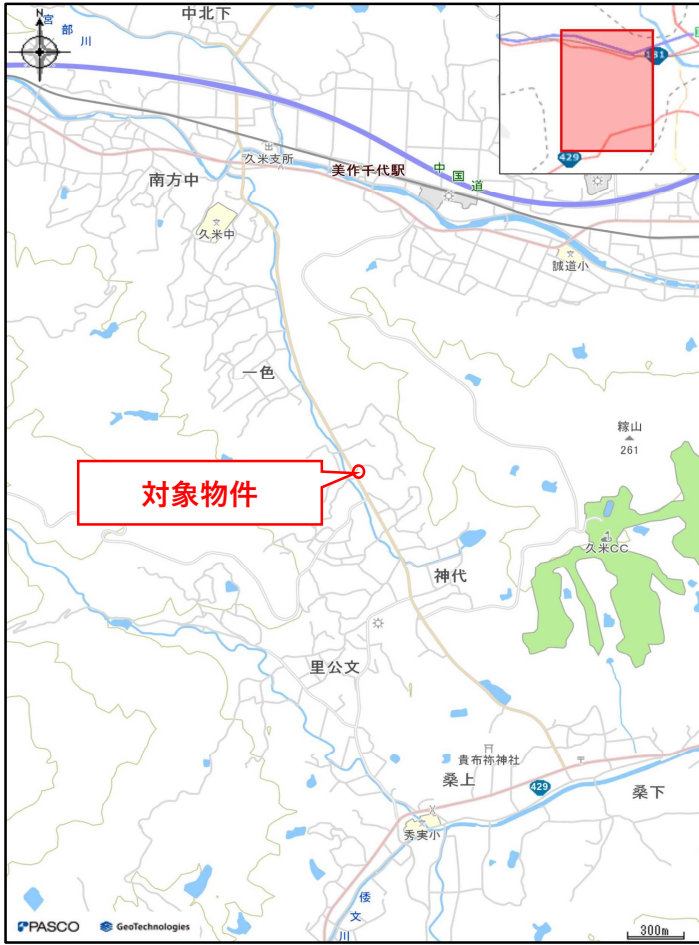 中北下
宮部川
N
181
429
久米支所
美作千代駅
中国道
南方中
久米中
誠道小
一色
糘山
261
対象物件
久米CC
神代
里公文
貴布祢神社
桑上
429
桑下
秀実小
倭文川
PASCO
GeoTechnologies
300m